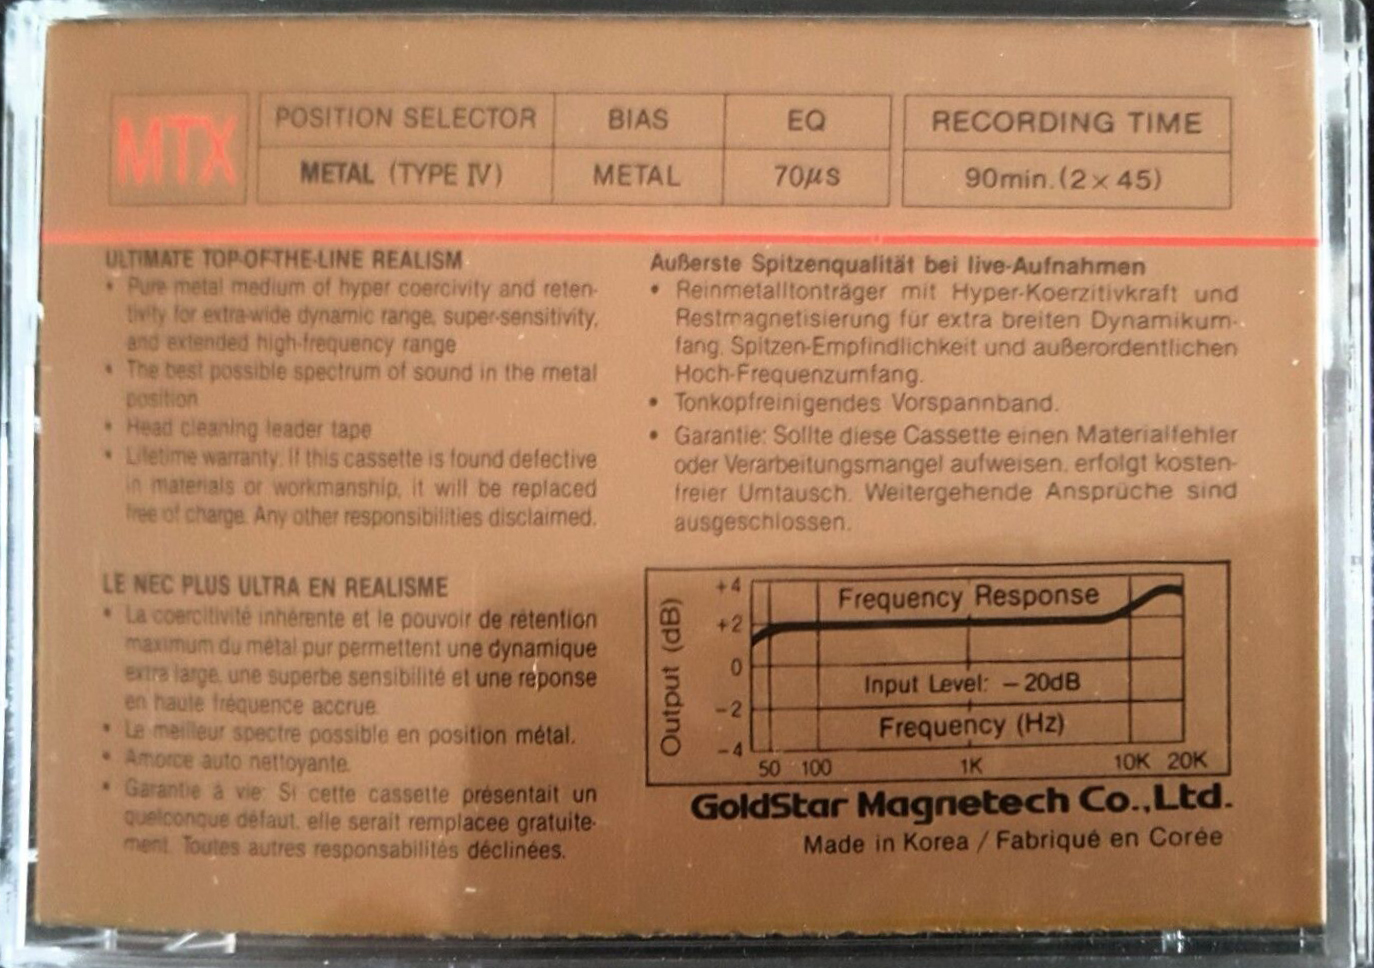 MTX
POSITION SELECTOR BIAS EQ RECORDING TIME
METAL (TYPE IV) METAL 70μs 90min.(2 x 45)
ULTIMATE TOP-OF-THE-LINE REALISM
• Pure metal medium of hyper coercivity and reten-
tivity for extra-wide dynamic range, super-sensitivity,
and extended high-frequency range
• The best possible spectrum of sound in the metal
position
• Head cleaning leader tape
• Lifetime warranty: If this cassette is found defective
in materials or workmanship, it will be replaced
free of charge. Any other responsibilities disclaimed.
LE NEC PLUS ULTRA EN REALISME
• La coercitivité inhérente et le pouvoir de rétention
maximum du métal pur permettent une dynamique
extra large, une superbe sensibilité et une réponse
en haute fréquence accrue.
• Le meilleur spectre possible en position métal.
• Amorce auto nettoyante.
• Garantie à vie: Si cette cassette présentait un
quelconque défaut, elle serait remplacee gratuite-
ment. Toutes autres responsabilités déclinées.
Äußerste Spitzenqualität bei live-Aufnahmen
• Reinmetalltonträger mit Hyper-Koerzitivkraft und
Restmagnetisierung für extra breiten Dynamikum-
fang, Spitzen-Empfindlichkeit und außerordentlichen
Hoch-Frequenzumfang.
• Tonkopfreinigendes Vorspannband.
• Garantie: Sollte diese Cassette einen Materialfehler
oder Verarbeitungsmangel aufweisen, erfolgt kosten-
freier Umtausch. Weitergehende Ansprüche sind
ausgeschlossen.
Output (dB)
+4
+2
0
-2
-4
Frequency Response
Input Level: -20dB
Frequency (Hz)
50 100 1K 10K 20K
GoldStar Magnetech Co.,Ltd.
Made in Korea / Fabriqué en Corée